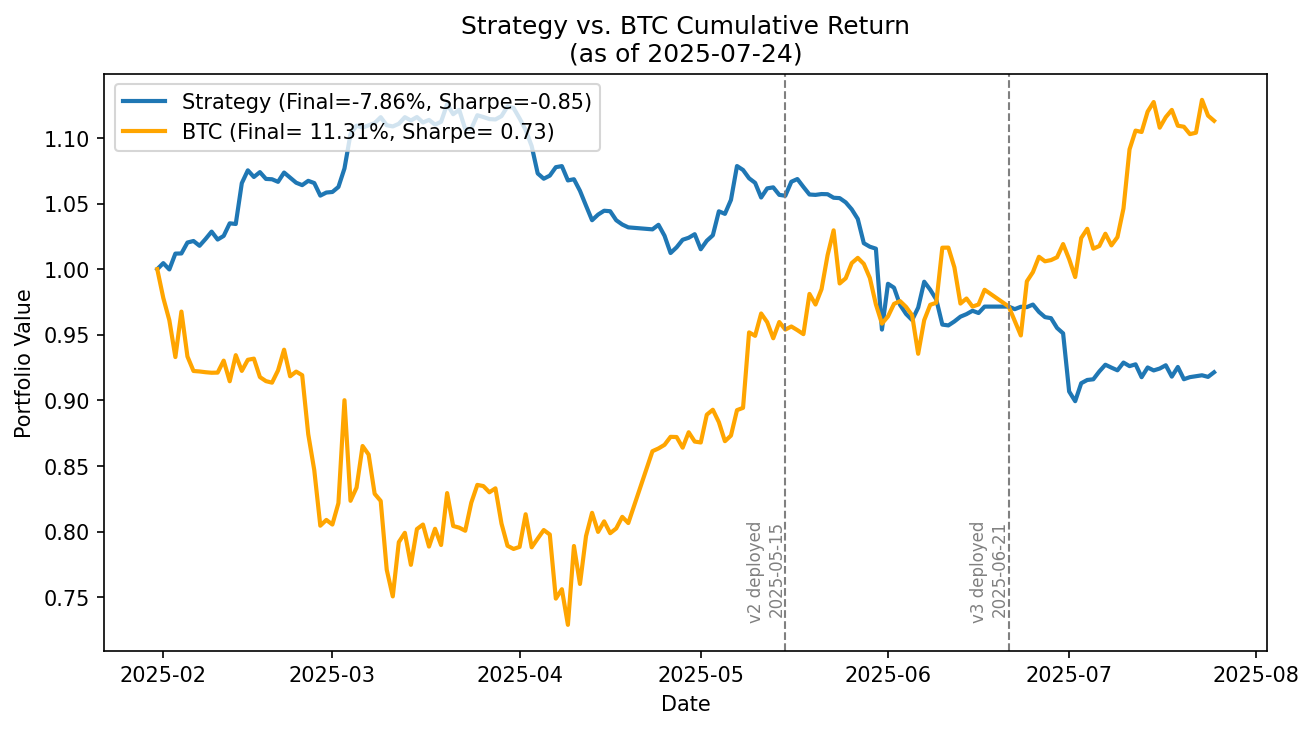 Strategy vs. BTC Cumulative Return
(as of 2025-07-24)
Strategy (Final=-7.86%, Sharpe=-0.85)
BTC (Final= 11.31%, Sharpe= 0.73)
Portfolio Value
1.10
1.05
1.00
0.95
0.90
0.85
0.80
0.75
v2 deployed
2025-05-15
v3 deployed
2025-06-21
2025-02
2025-03
2025-04
2025-05
2025-06
2025-07
2025-08
Date